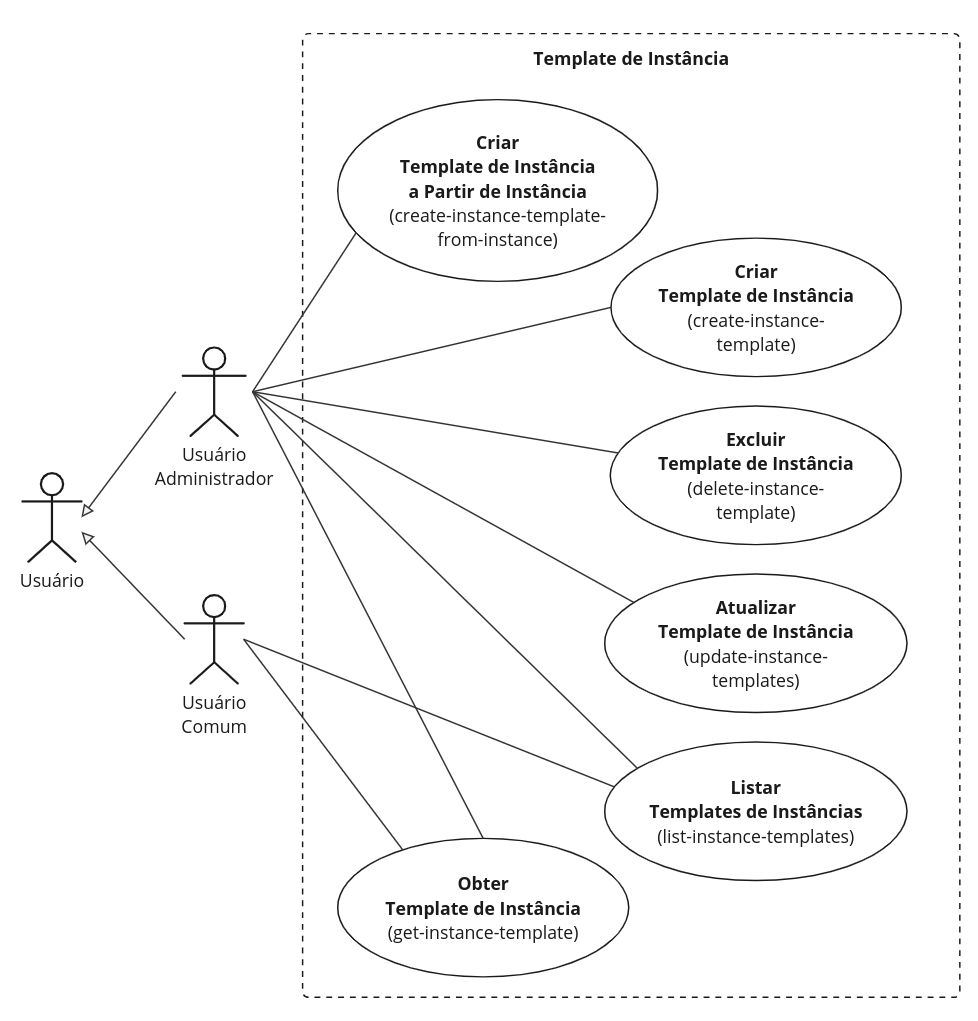 Template de Instância
Criar
Template de Instância
a Partir de Instância
(create-instance-template-
from-instance)
Criar
Template de Instância
(create-instance-
template)
Usuário
Administrador
Excluir
Template de Instância
(delete-instance-
template)
Usuário
Atualizar
Template de Instância
(update-instance-
templates)
Usuário
Comum
Listar
Templates de Instâncias
(list-instance-templates)
Obter
Template de Instância
(get-instance-template)